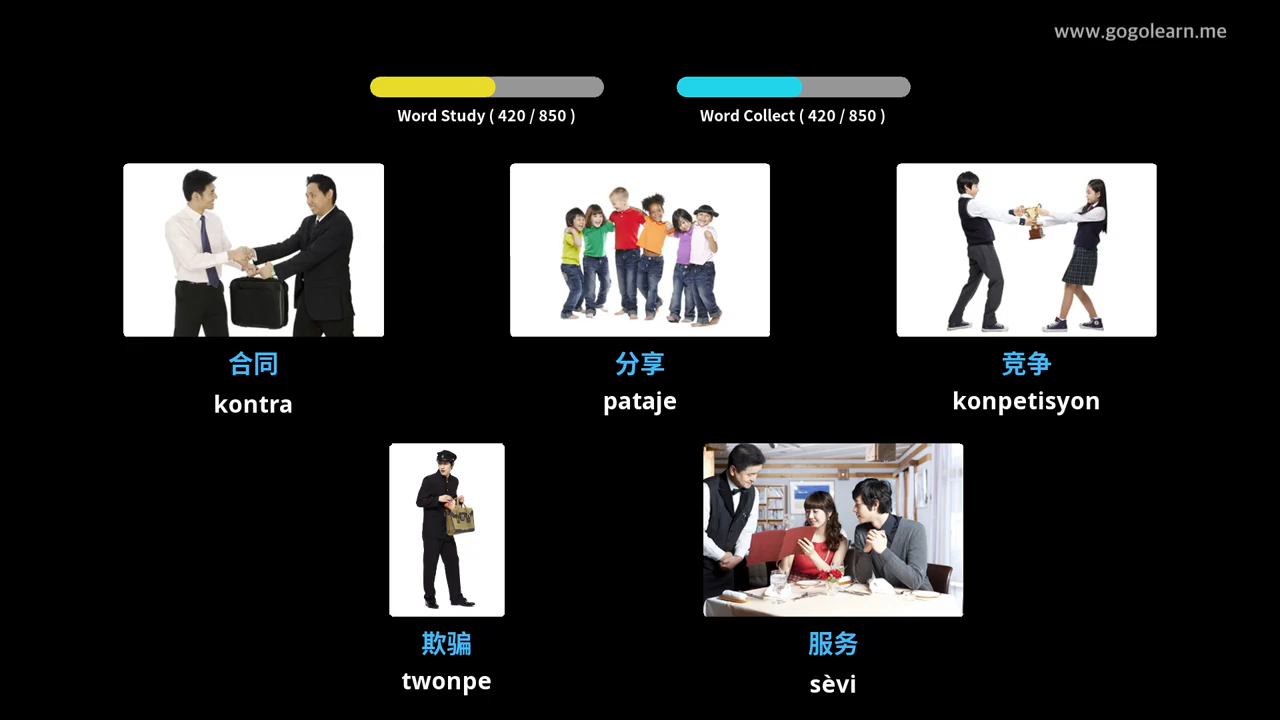 www.gogolearn.me
Word Study ( 420 / 850 )
Word Collect ( 420 / 850 )
合同
kontra
分享
pataje
竞争
konpetisyon
欺骗
twonpe
服务
sèvi